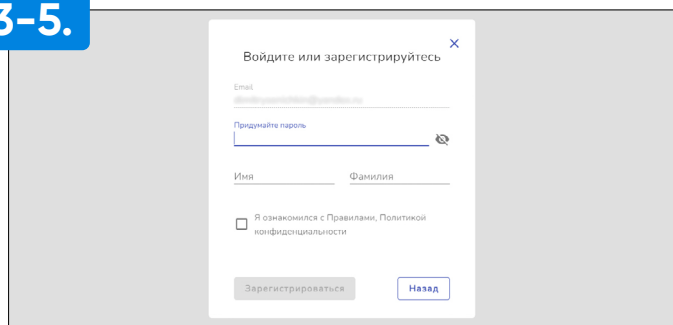 3-5.
Войдите или зарегистрируйтесь
Email
Придумайте пароль
Имя Фамилия
Я ознакомился с Правилами, Политикой
конфиденциальности
Зарегистрироваться Назад